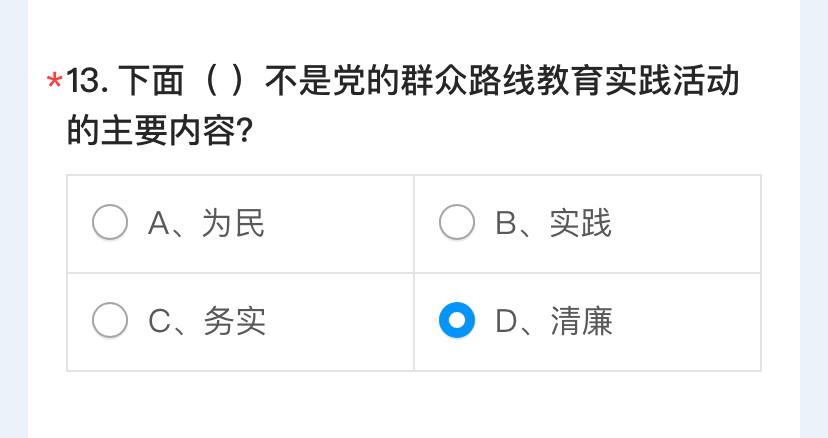 *13. 下面（ ）不是党的群众路线教育实践活动
的主要内容?
A、为民
B、实践
C、务实
D、清廉